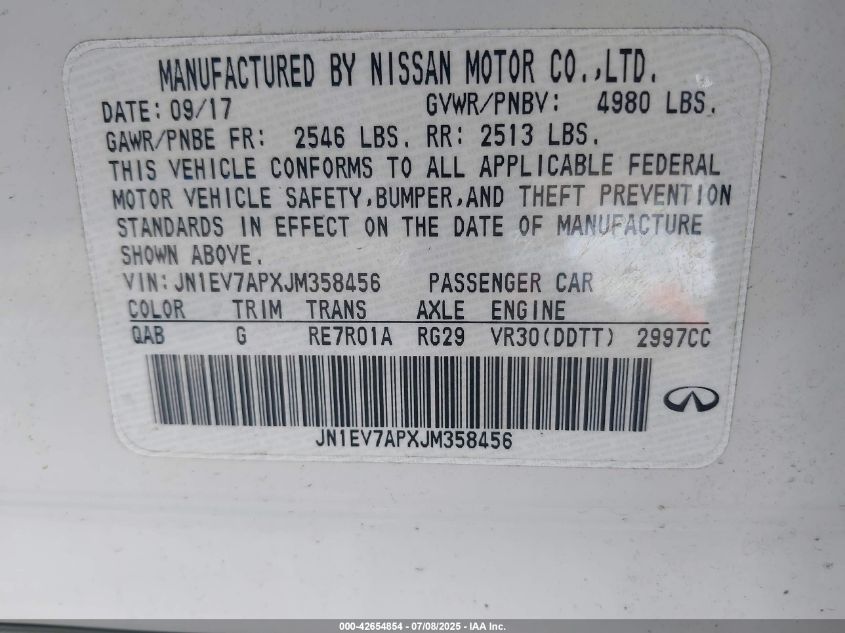 MANUFACTURED BY NISSAN MOTOR CO.,LTD.
DATE: 09/17 GVWR/PNBV: 4980 LBS.
GAWR/PNBE FR: 2546 LBS. RR: 2513 LBS.
THIS VEHICLE CONFORMS TO ALL APPLICABLE FEDERAL
MOTOR VEHICLE SAFETY,BUMPER,AND THEFT PREVENTION
STANDARDS IN EFFECT ON THE DATE OF MANUFACTURE
SHOWN ABOVE.
VIN: JN1EV7APXJM358456 PASSENGER CAR
COLOR TRIM TRANS AXLE ENGINE
QAB G RE7R01A RG29 VR30(DDTT) 2997CC
JN1EV7APXJM358456
000-42654854 / 07/08/2025 - IAA Inc.